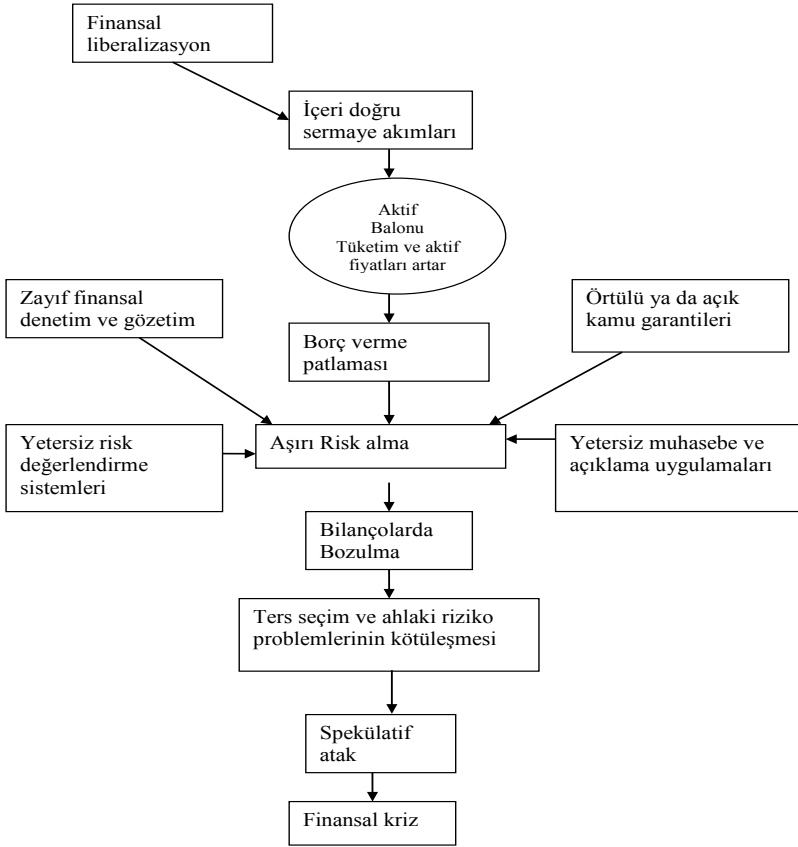 Finansal
liberalizasyon
İçeri doğru
sermaye akımları
Aktif
Balonu
Tüketim ve aktif
fiyatları artar
Zayıf finansal
denetim ve gözetim
Örtülü ya da açık
kamu garantileri
Borç verme
patlaması
Yetersiz risk
değerlendirme
sistemleri
Aşırı Risk alma
Yetersiz muhasebe ve
açıklama uygulamaları
Bilançolarda
Bozulma
Ters seçim ve ahlaki riziko
problemlerinin kötüleşmesi
Spekülatif
atak
Finansal kriz